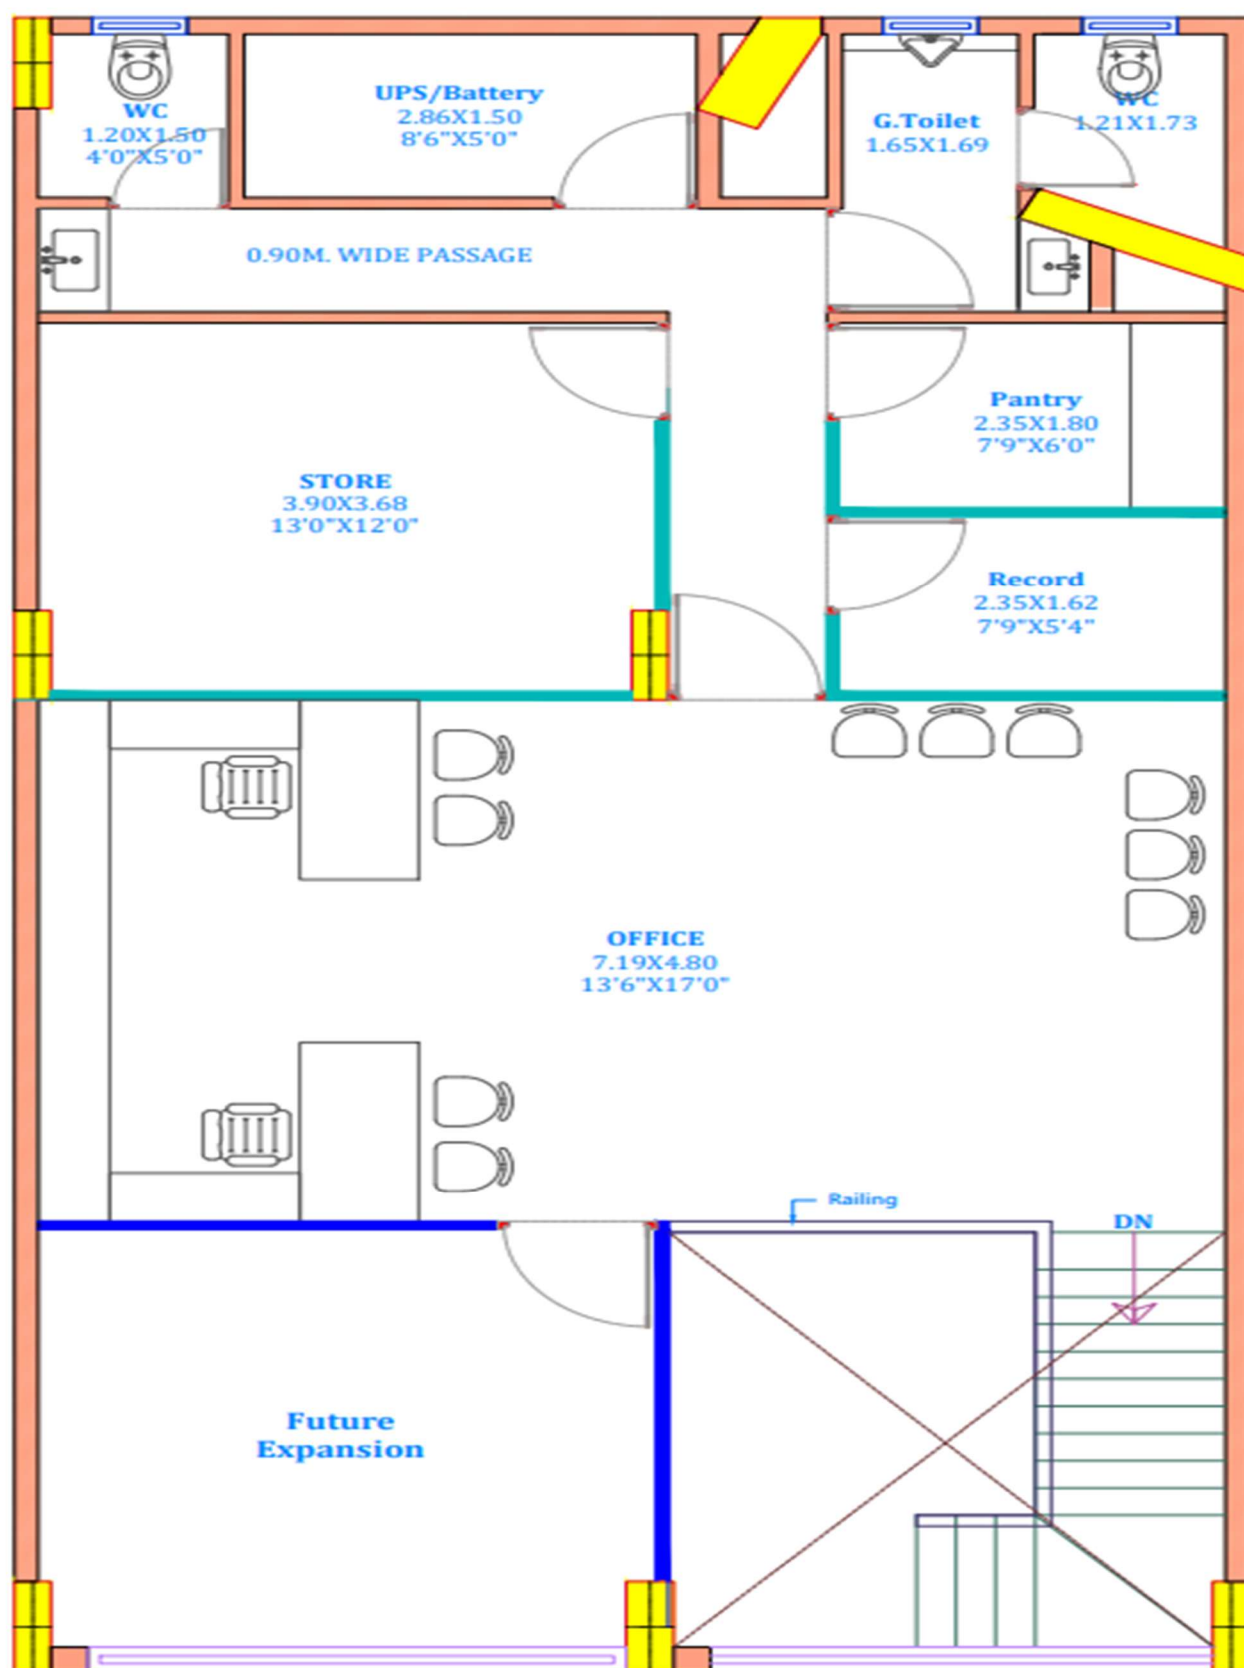 WC
1.20X1.50
4'0"X5'0"
UPS/Battery
2.86X1.50
8'6"X5'0"
G.Toilet
1.65X1.69
WC
1.21X1.73
0.90M. WIDE PASSAGE
Pantry
2.35X1.80
7'9"X6'0"
STORE
3.90X3.68
13'0"X12'0"
Record
2.35X1.62
7'9"X5'4"
OFFICE
7.19X4.80
13'6"X17'0"
Railing
DN
Future
Expansion